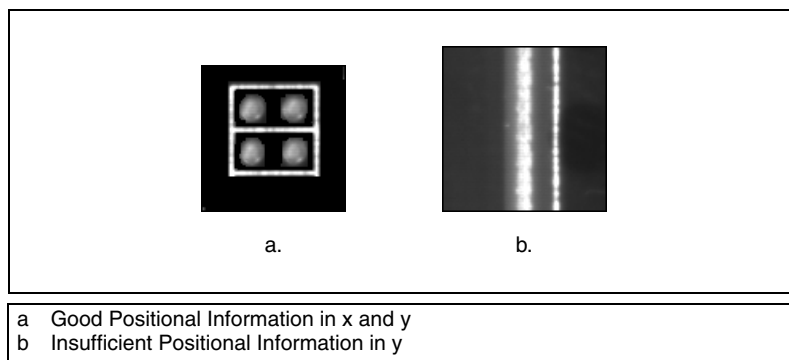 a.
b.
a Good Positional Information in x and y
b Insufficient Positional Information in y